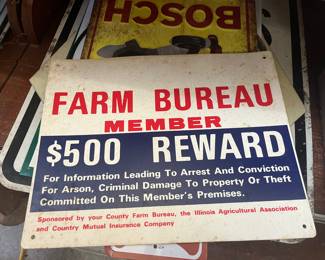 BOSCH
FARM BUREAU
MEMBER
$500 REWARD
For Information Leading To Arrest And Conviction
For Arson, Criminal Damage To Property Or Theft
Committed On This Member's Premises.
Sponsored by your County Farm Bureau, the Illinois Agricultural Association
and Country Mutual Insurance Company